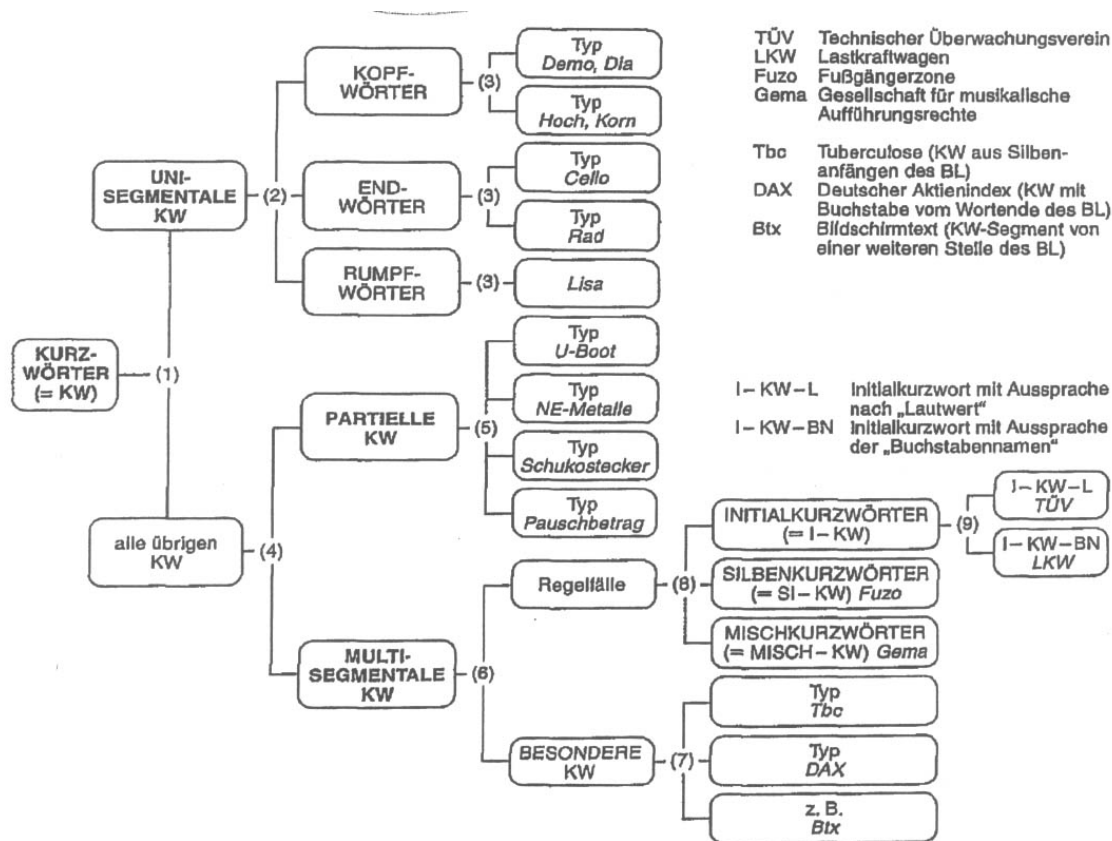 KOPF-
WÖRTER
(3)
Typ
Demo, Dia
Typ
Hoch, Korn
TÜV Technischer Überwachungsverein
LKW Lastkraftwagen
Fuzo Fußgängerzone
Gema Gesellschaft für musikalische
Aufführungsrechte
Tbc Tuberculose (KW aus Silben-
anfängen des BL)
DAX Deutscher Aktienindex (KW mit
Buchstabe vom Wortende des BL)
Btx Bildschirmtext (KW-Segment von
einer weiteren Stelle des BL)
UNI-
SEGMENTALE
KW
(2)
END-
WÖRTER
(3)
Typ
Cello
Typ
Rad
RUMPF-
WÖRTER
(3)
Lisa
KURZ-
WÖRTER
(= KW)
(1)
PARTIELLE
KW
(5)
Typ
U-Boot
Typ
NE-Metalle
Typ
Schukostecker
Typ
Pauschbetrag
I–KW–L Initialkurzwort mit Aussprache
nach „Lautwert“
I–KW–BN Initialkurzwort mit Aussprache
der „Buchstabennamen“
alle übrigen
KW
(4)
MULTI-
SEGMENTALE
KW
(6)
Regelfälle
(8)
INITIALKURZWÖRTER
(= I–KW)
(9)
I–KW–L
TÜV
I–KW–BN
LKW
SILBENKURZWÖRTER
(= SI–KW) Fuzo
MISCHKURZWÖRTER
(= MISCH–KW) Gema
BESONDERE
KW
(7)
Typ
Tbc
Typ
DAX
z. B.
Btx